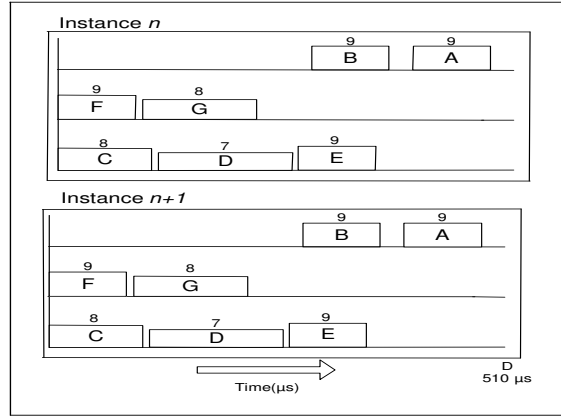 Instance n
9 9
B A
9 8
F G
8 7 9
C D E
Instance n+1
9 9
B A
9 8
F G
8 7 9
C D E
D
510 µs
Time(µs)